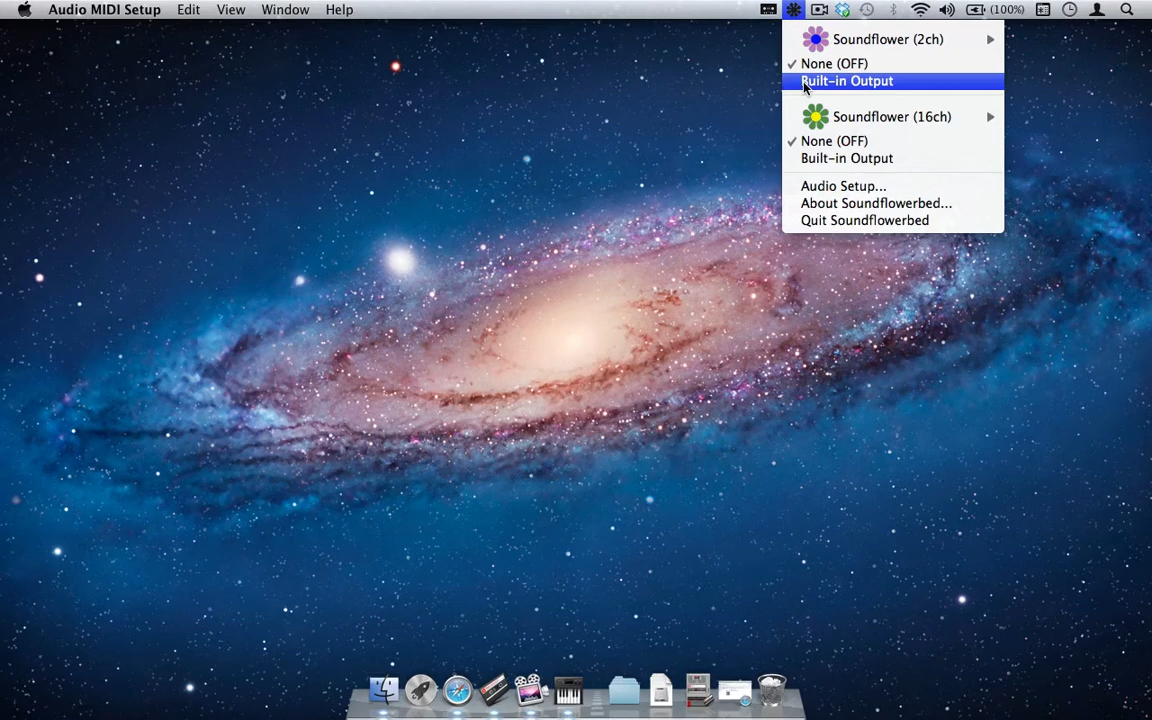 Audio MIDI Setup Edit View Window Help (100%)
Soundflower (2ch)
None (OFF)
Built-in Output
Soundflower (16ch)
None (OFF)
Built-in Output
Audio Setup...
About Soundflowerbed...
Quit Soundflowerbed